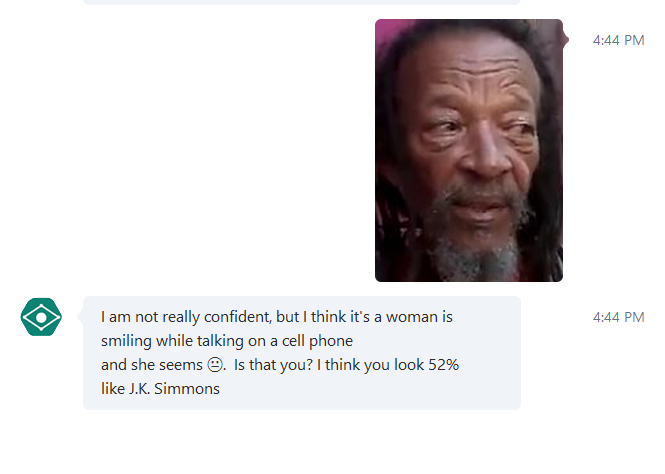 4:44 PM
I am not really confident, but I think it's a woman is
smiling while talking on a cell phone
and she seems 😐.  Is that you? I think you look 52%
like J.K. Simmons
4:44 PM